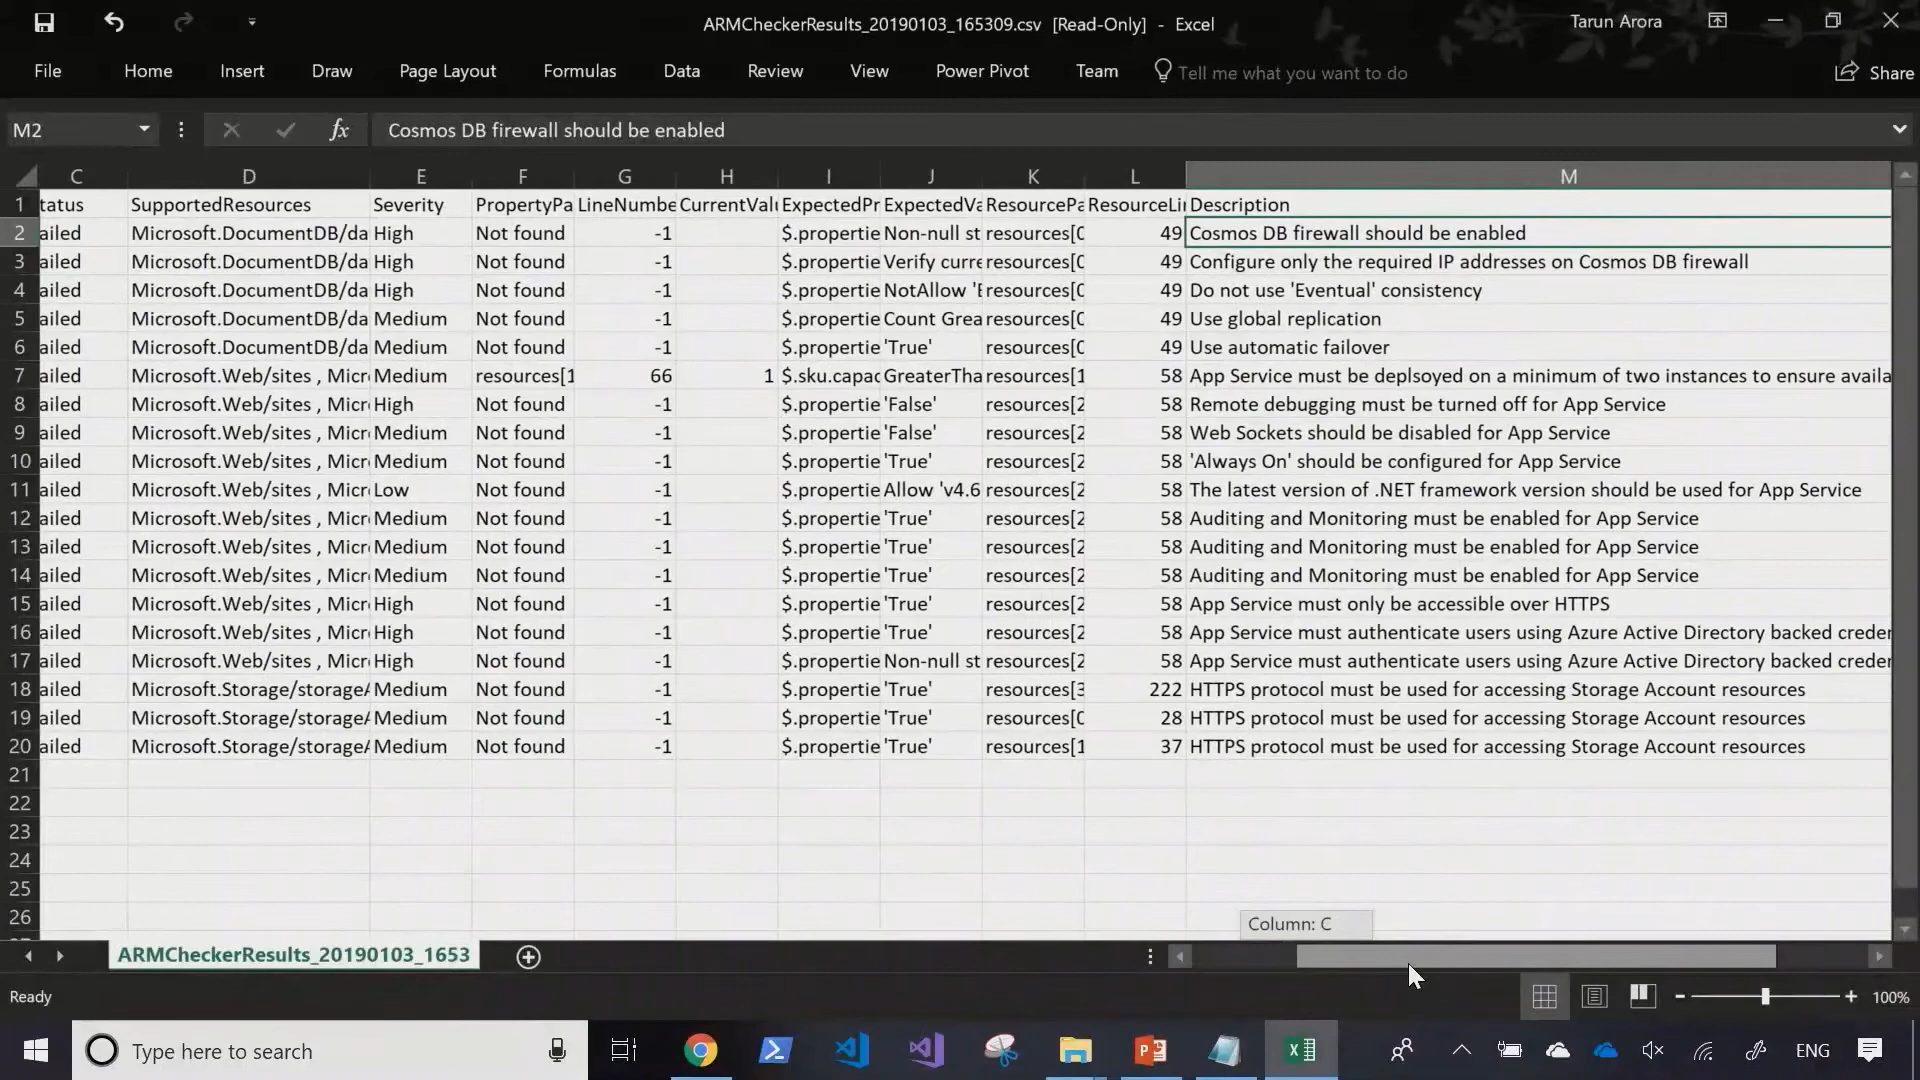 ARMCheckerResults_20190103_165309.csv [Read-Only] - Excel
Tarun Arora
File Home Insert Draw Page Layout Formulas Data Review View Power Pivot Team Tell me what you want to do Share
M2 fx Cosmos DB firewall should be enabled
C D E F G H I J K L M
1 tatus SupportedResources Severity PropertyPa LineNumbe CurrentValu ExpectedPr ExpectedVa ResourcePa ResourceLi Description
2 ailed Microsoft.DocumentDB/da High Not found -1 $.propertie Non-null st resources[0 49 Cosmos DB firewall should be enabled
3 ailed Microsoft.DocumentDB/da High Not found -1 $.propertie Verify curre resources[0 49 Configure only the required IP addresses on Cosmos DB firewall
4 ailed Microsoft.DocumentDB/da High Not found -1 $.propertie NotAllow 'E resources[0 49 Do not use 'Eventual' consistency
5 ailed Microsoft.DocumentDB/da Medium Not found -1 $.propertie Count Grea resources[0 49 Use global replication
6 ailed Microsoft.DocumentDB/da Medium Not found -1 $.propertie 'True' resources[0 49 Use automatic failover
7 ailed Microsoft.Web/sites , Micr Medium resources[1 66 1 $.sku.capac GreaterTha resources[1 58 App Service must be deplsoyed on a minimum of two instances to ensure availa
8 ailed Microsoft.Web/sites , Micr High Not found -1 $.propertie 'False' resources[2 58 Remote debugging must be turned off for App Service
9 ailed Microsoft.Web/sites , Micr Medium Not found -1 $.propertie 'False' resources[2 58 Web Sockets should be disabled for App Service
10 ailed Microsoft.Web/sites , Micr Medium Not found -1 $.propertie 'True' resources[2 58 'Always On' should be configured for App Service
11 ailed Microsoft.Web/sites , Micr Low Not found -1 $.propertie Allow 'v4.6 resources[2 58 The latest version of .NET framework version should be used for App Service
12 ailed Microsoft.Web/sites , Micr Medium Not found -1 $.propertie 'True' resources[2 58 Auditing and Monitoring must be enabled for App Service
13 ailed Microsoft.Web/sites , Micr Medium Not found -1 $.propertie 'True' resources[2 58 Auditing and Monitoring must be enabled for App Service
14 ailed Microsoft.Web/sites , Micr Medium Not found -1 $.propertie 'True' resources[2 58 Auditing and Monitoring must be enabled for App Service
15 ailed Microsoft.Web/sites , Micr High Not found -1 $.propertie 'True' resources[2 58 App Service must only be accessible over HTTPS
16 ailed Microsoft.Web/sites , Micr High Not found -1 $.propertie 'True' resources[2 58 App Service must authenticate users using Azure Active Directory backed creder
17 ailed Microsoft.Web/sites , Micr High Not found -1 $.propertie Non-null st resources[2 58 App Service must authenticate users using Azure Active Directory backed creder
18 ailed Microsoft.Storage/storageA Medium Not found -1 $.propertie 'True' resources[3 222 HTTPS protocol must be used for accessing Storage Account resources
19 ailed Microsoft.Storage/storageA Medium Not found -1 $.propertie 'True' resources[0 28 HTTPS protocol must be used for accessing Storage Account resources
20 ailed Microsoft.Storage/storageA Medium Not found -1 $.propertie 'True' resources[1 37 HTTPS protocol must be used for accessing Storage Account resources
21
22
23
24
25
26
Column: C
ARMCheckerResults_20190103_1653
Ready
100%
Type here to search
ENG